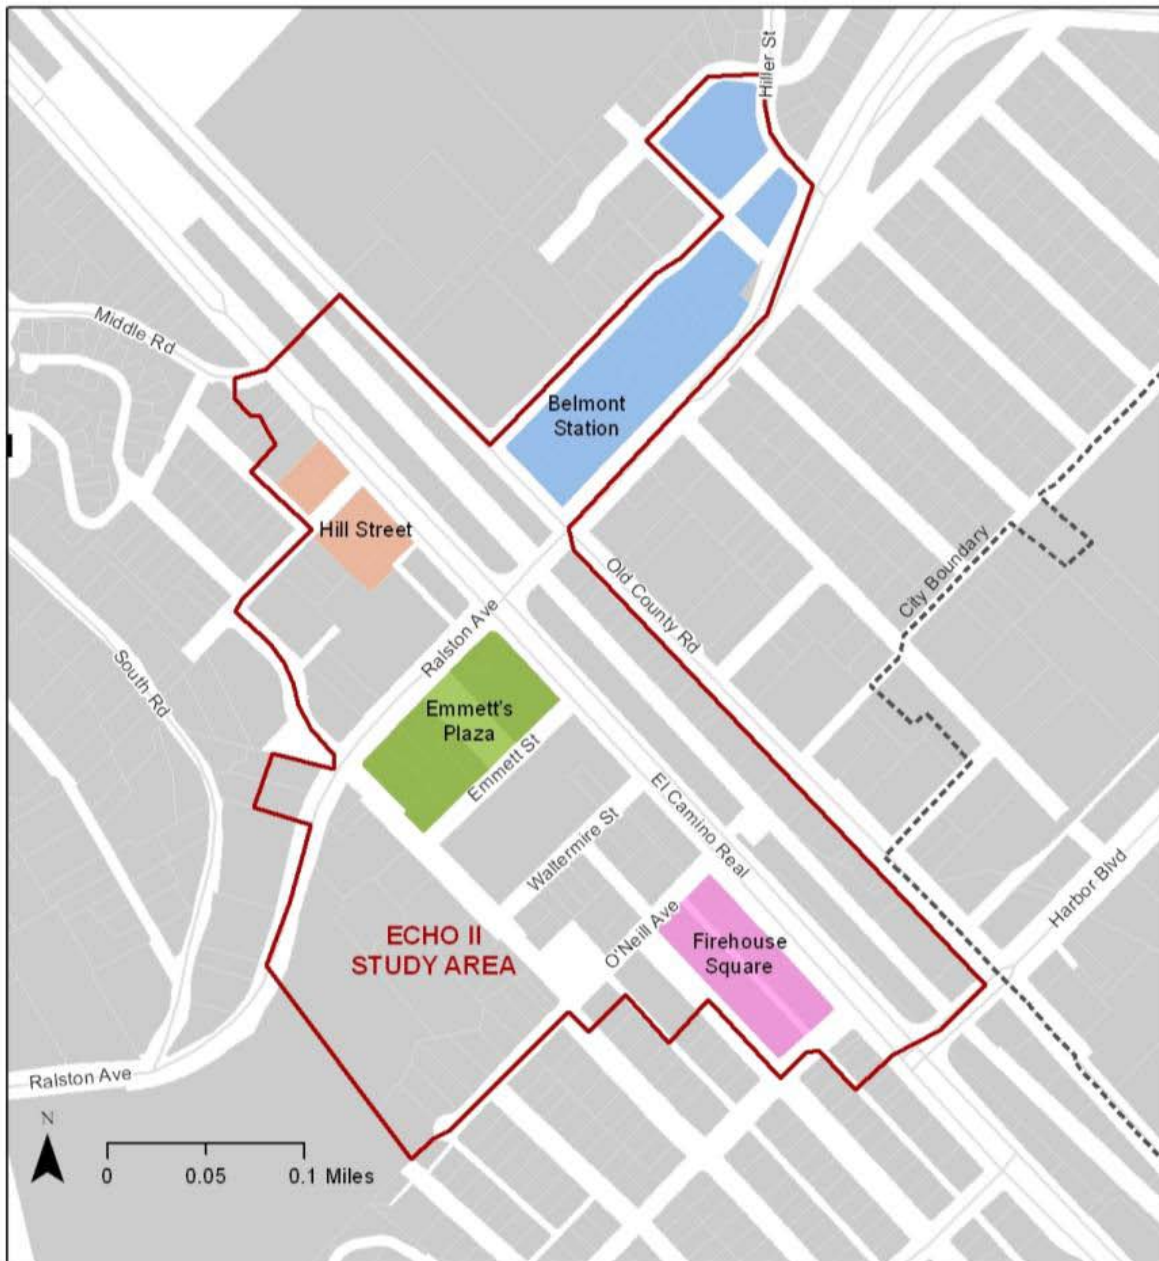 Hiller St
Middle Rd
Belmont
Station
Hill Street
Old County Rd
City Boundary
Ralston Ave
South Rd
Emmett's
Plaza
Emmett St
El Camino Real
Waltermire St
Harbor Blvd
O'Neill Ave
Firehouse
Square
ECHO II
STUDY AREA
Ralston Ave
N
0 0.05 0.1 Miles